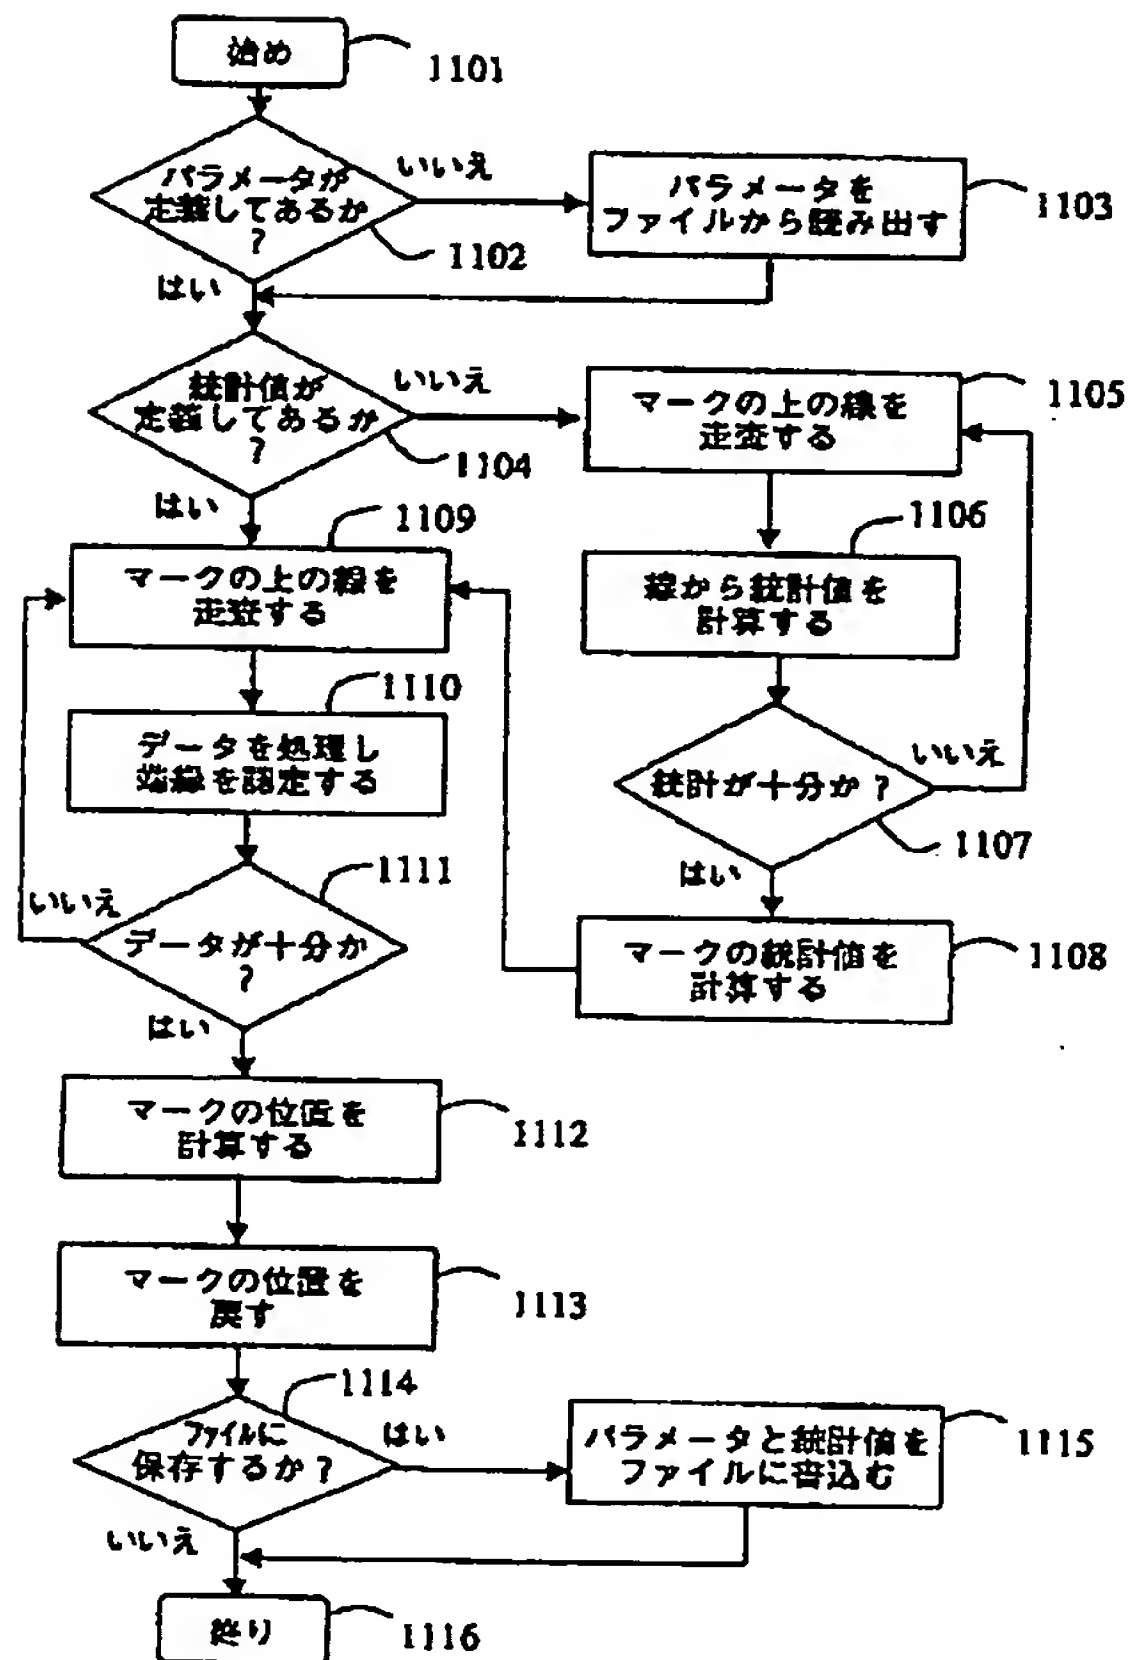 始め
1101
パラメータが
定義してあるか
?
1102
いいえ
はい
パラメータを
ファイルから読み出す
1103
統計値が
定義してあるか
?
1104
いいえ
はい
マークの上の線を
走査する
1105
線から統計値を
計算する
1106
統計が十分か?
1107
いいえ
はい
マークの統計値を
計算する
1108
マークの上の線を
走査する
1109
データを処理し
端線を認定する
1110
データが十分か
?
1111
いいえ
はい
マークの位置を
計算する
1112
マークの位置を
戻す
1113
ファイルに
保存するか?
1114
はい
いいえ
パラメータと統計値を
ファイルに書込む
1115
終り
1116